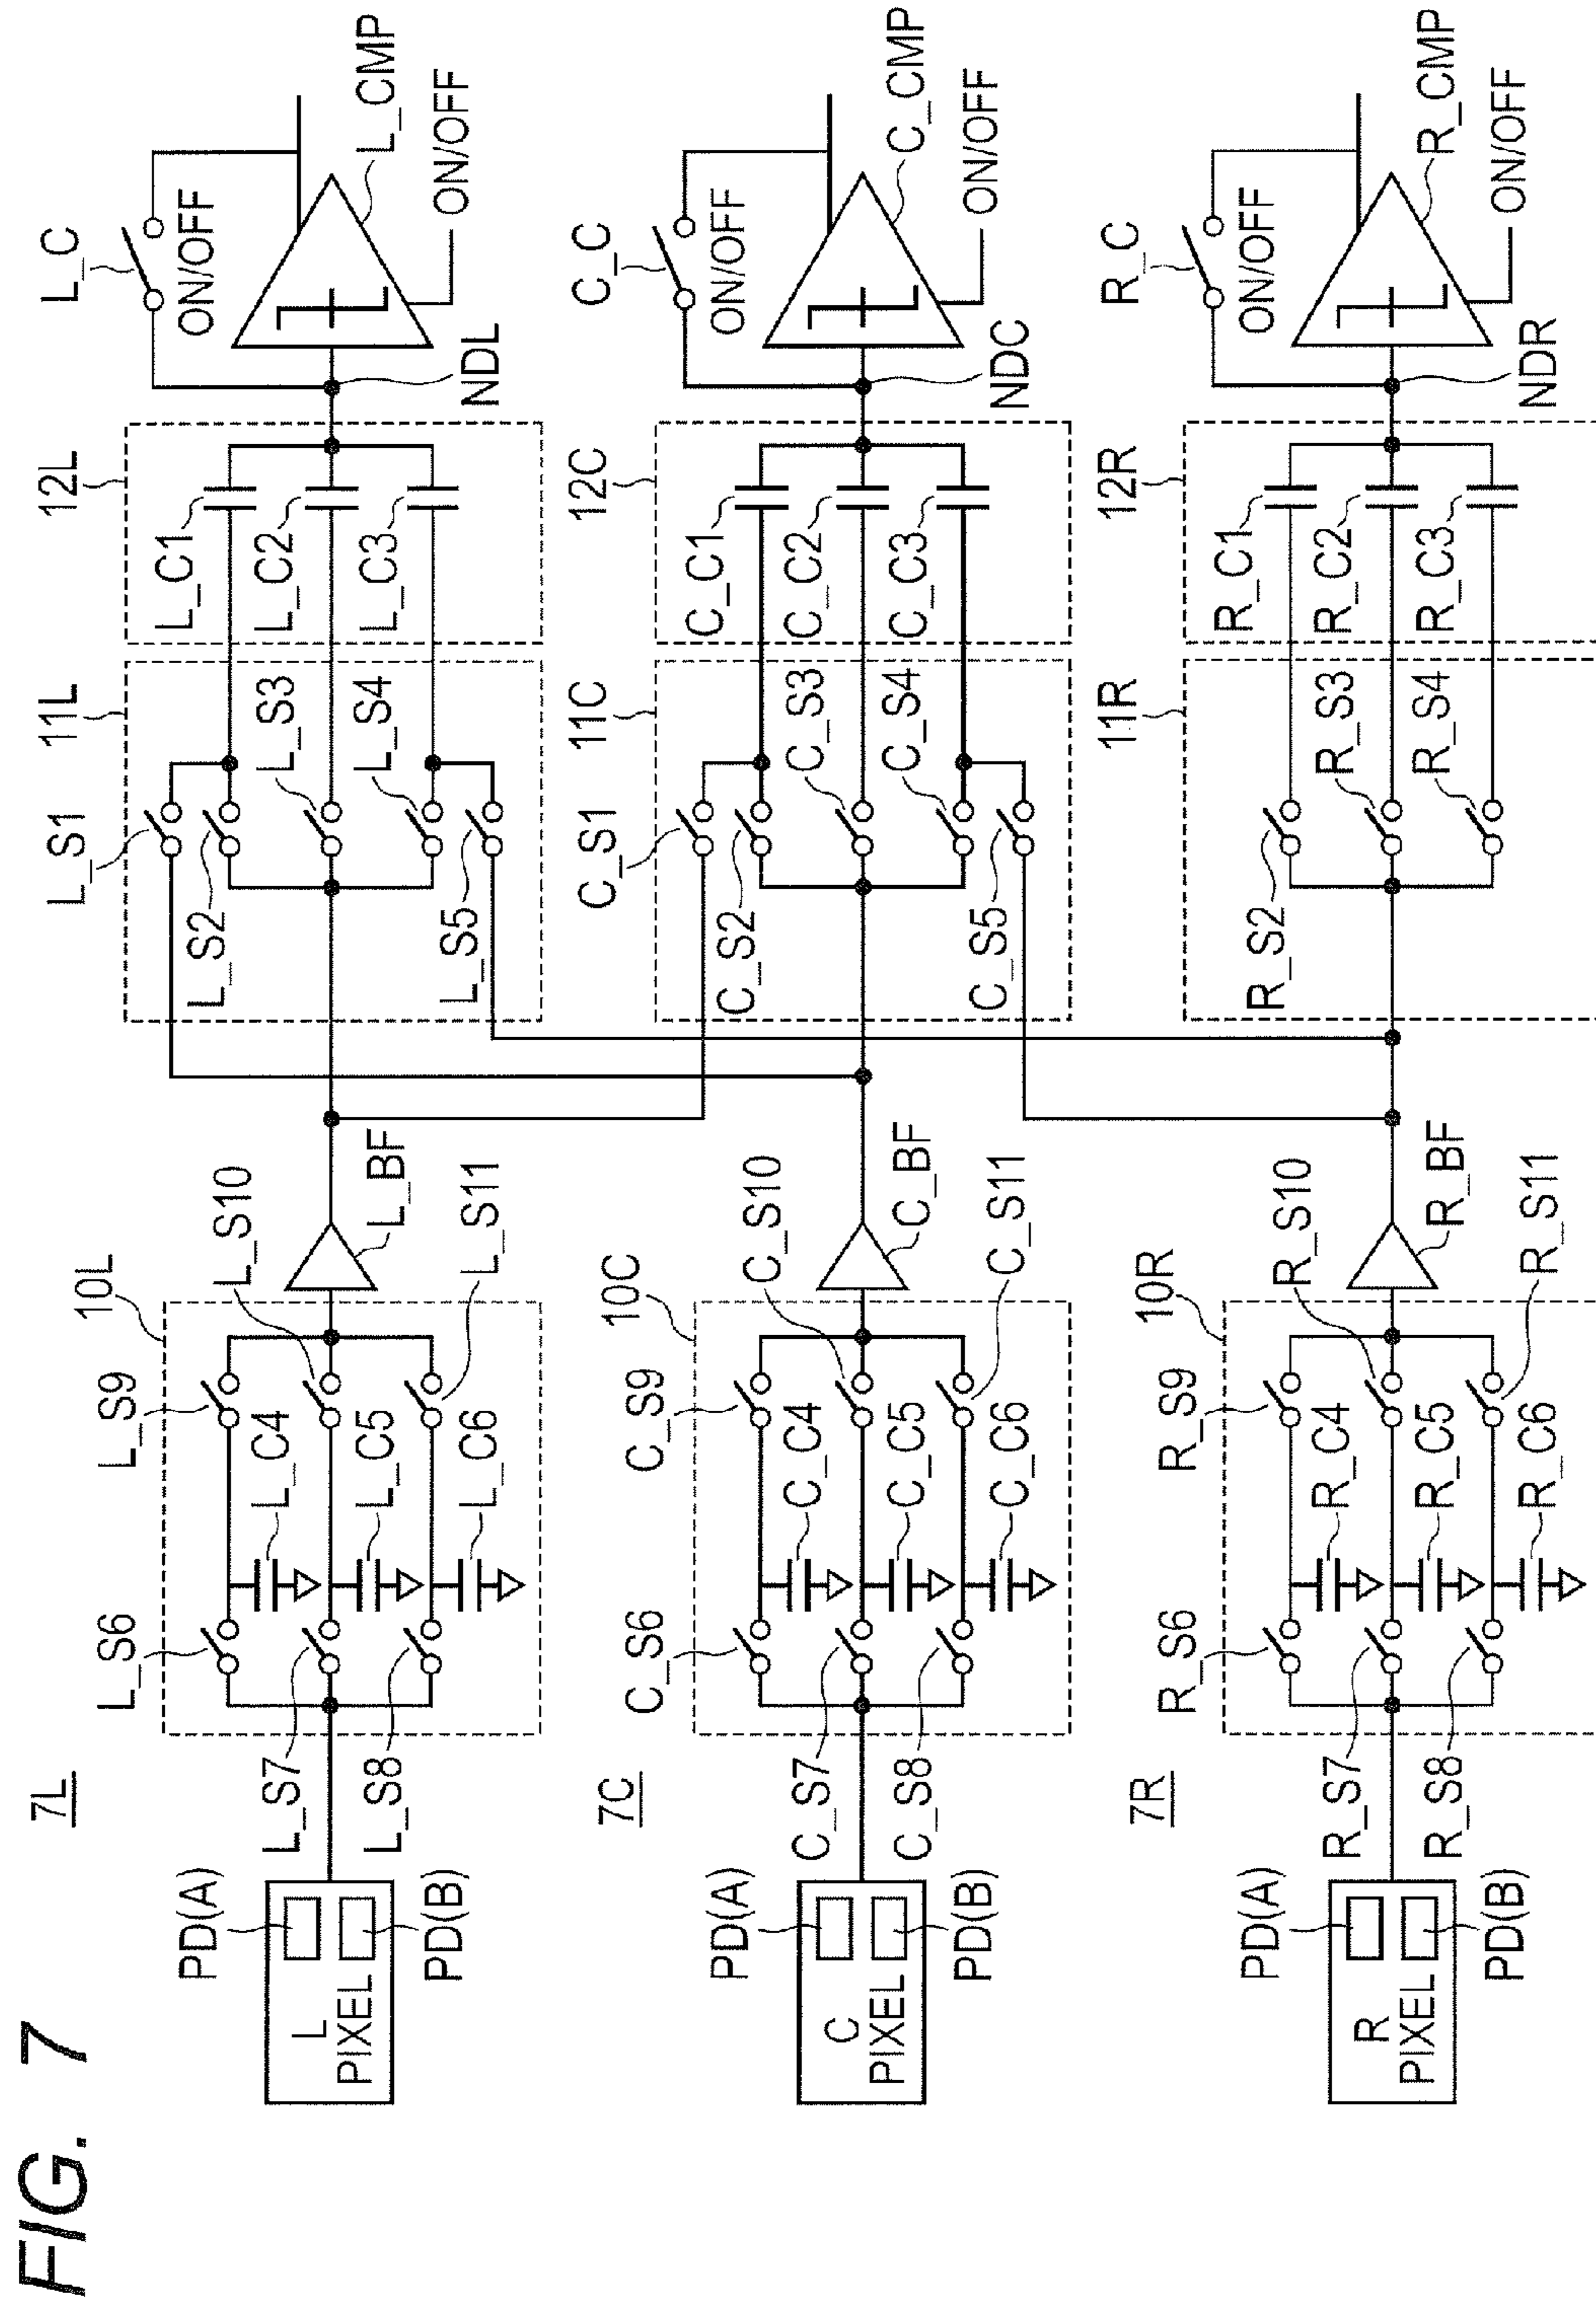 FIG. 7
7L
L PIXEL
PD(A)
PD(B)
L_S6
L_S7
L_S8
10L
L_S9
L_S10
L_S11
L_C4
L_C5
L_C6
L_BF
11L
L_S1
L_S2
L_S3
L_S4
L_S5
12L
L_C1
L_C2
L_C3
NDL
L_C
ON/OFF
L_CMP
ON/OFF
7C
C PIXEL
PD(A)
PD(B)
C_S6
C_S7
C_S8
10C
C_S9
C_S10
C_S11
C_C4
C_C5
C_C6
C_BF
11C
C_S1
C_S2
C_S3
C_S4
C_S5
12C
C_C1
C_C2
C_C3
NDC
C_C
ON/OFF
C_CMP
ON/OFF
7R
R PIXEL
PD(A)
PD(B)
R_S6
R_S7
R_S8
10R
R_S9
R_S10
R_S11
R_C4
R_C5
R_C6
R_BF
11R
R_S2
R_S3
R_S4
12R
R_C1
R_C2
R_C3
NDR
R_C
ON/OFF
R_CMP
ON/OFF